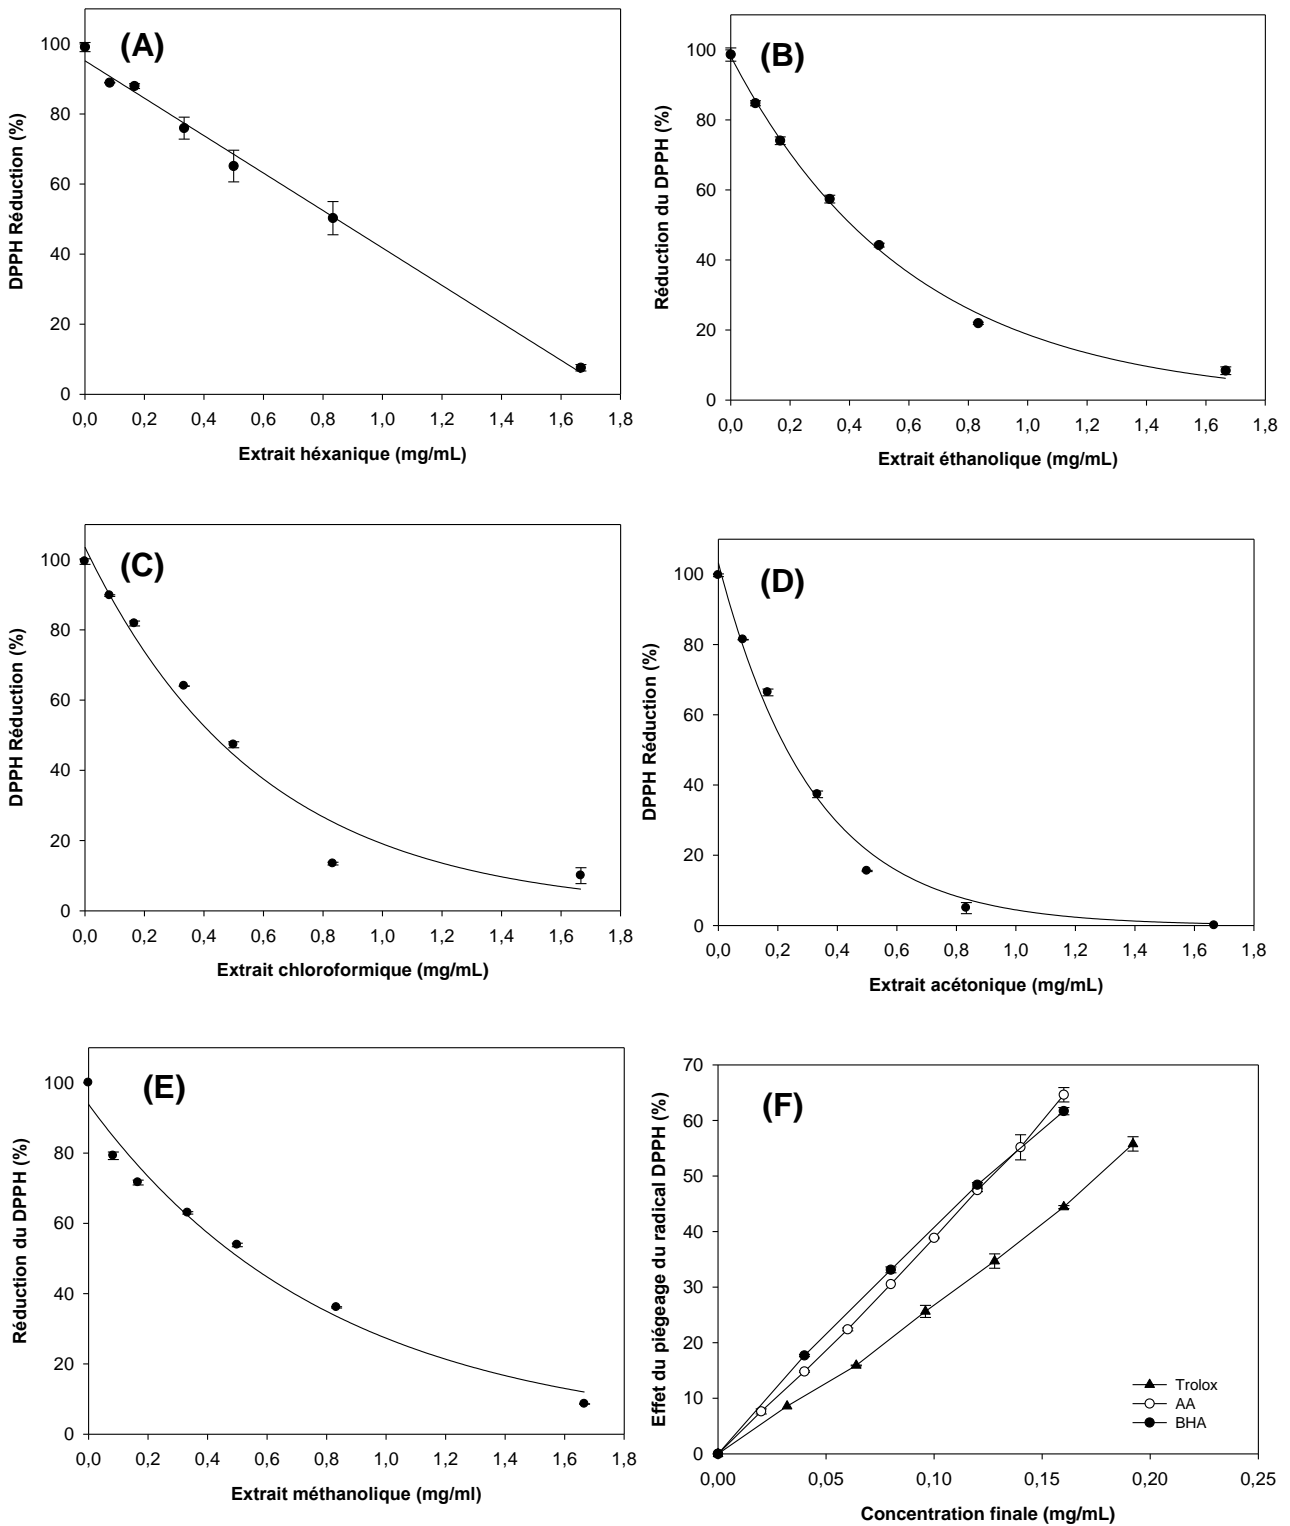 (A)
DPPH Réduction (%)
100
80
60
40
20
0
0,0 0,2 0,4 0,6 0,8 1,0 1,2 1,4 1,6 1,8
Extrait héxanique (mg/mL)
(B)
Réduction du DPPH (%)
100
80
60
40
20
0
0,0 0,2 0,4 0,6 0,8 1,0 1,2 1,4 1,6 1,8
Extrait éthanolique (mg/mL)
(C)
DPPH Réduction (%)
100
80
60
40
20
0
0,0 0,2 0,4 0,6 0,8 1,0 1,2 1,4 1,6 1,8
Extrait chloroformique (mg/mL)
(D)
DPPH Réduction (%)
100
80
60
40
20
0
0,0 0,2 0,4 0,6 0,8 1,0 1,2 1,4 1,6 1,8
Extrait acétonique (mg/mL)
(E)
Réduction du DPPH (%)
100
80
60
40
20
0
0,0 0,2 0,4 0,6 0,8 1,0 1,2 1,4 1,6 1,8
Extrait méthanolique (mg/ml)
(F)
Effet du piégeage du radical DPPH (%)
70
60
50
40
30
20
10
0
Trolox
AA
BHA
0,00 0,05 0,10 0,15 0,20 0,25
Concentration finale (mg/mL)